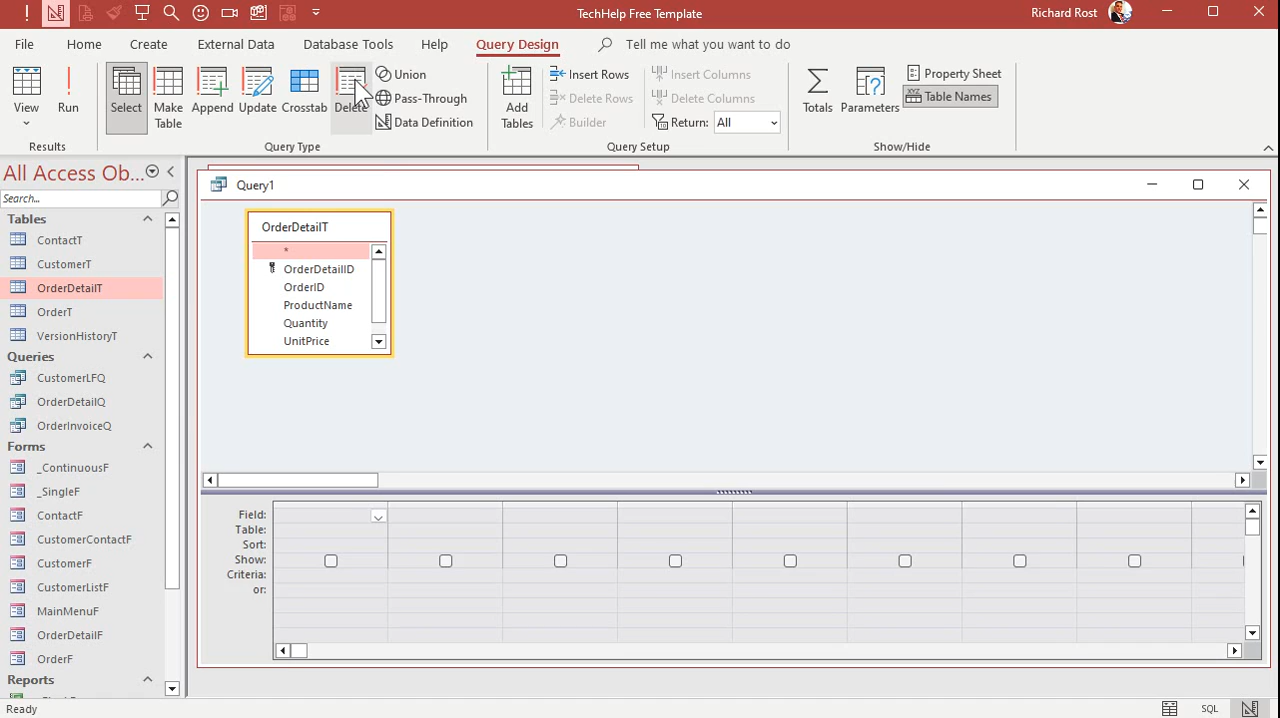 TechHelp Free Template
Richard Rost
File Home Create External Data Database Tools Help Query Design Tell me what you want to do
View
Run
Results
Select
Make
Table
Append
Update
Crosstab
Delete
Union
Pass-Through
Data Definition
Query Type
Add
Tables
Insert Rows
Delete Rows
Builder
Insert Columns
Delete Columns
Return: All
Query Setup
Totals
Parameters
Property Sheet
XYZ Table Names
Show/Hide
All Access Ob...
Search...
Tables
ContactT
CustomerT
OrderDetailT
OrderT
VersionHistoryT
Queries
CustomerLFQ
OrderDetailQ
OrderInvoiceQ
Forms
_ContinuousF
_SingleF
ContactF
CustomerContactF
CustomerF
CustomerListF
MainMenuF
OrderDetailF
OrderF
Reports
Query1
OrderDetailT
*
OrderDetailID
OrderID
ProductName
Quantity
UnitPrice
Field:
Table:
Sort:
Show:
Criteria:
or:
Ready
SQL